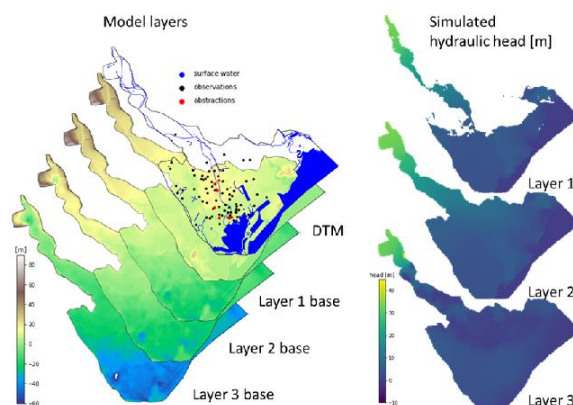 Model layers
surface water
observations
abstractions
DTM
Layer 1 base
Layer 2 base
Layer 3 base
[m]
80
60
40
20
0
−20
−40
−60
Simulated
hydraulic head [m]
Layer 1
Layer 2
Layer 3
head [m]
40
30
20
10
0
−10